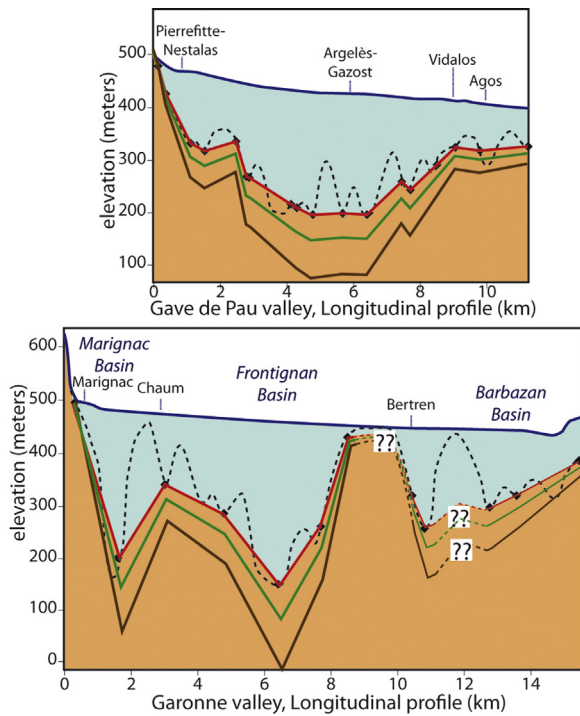 Pierrefitte-
Nestalas
Argelès-
Gazost
Vidalos
Agos
500
400
300
200
100
elevation (meters)
0 2 4 6 8 10
Gave de Pau valley, Longitudinal profile (km)
Marignac
Basin
Marignac
Chaum
Frontignan
Basin
Bertren
Barbazan
Basin
600
500
400
300
200
100
0
elevation (meters)
??
??
??
0 2 4 6 8 10 12 14
Garonne valley, Longitudinal profile (km)